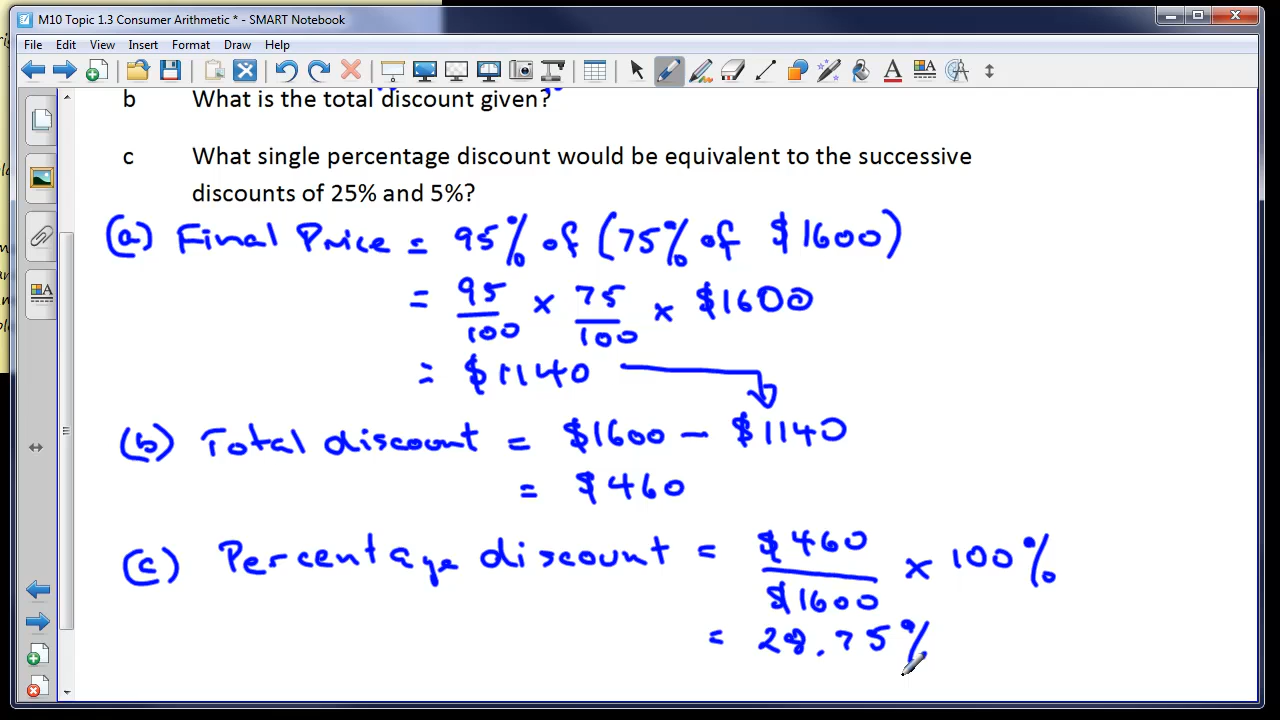 M10 Topic 1.3 Consumer Arithmetic * - SMART Notebook
File Edit View Insert Format Draw Help
b What is the total discount given?
c What single percentage discount would be equivalent to the successive
discounts of 25% and 5%?
(a) Final Price = 95% of (75% of $1600)
= 95/100 × 75/100 × $1600
= $1140
(b) Total discount = $1600 − $1140
= $460
(c) Percentage discount = $460/$1600 × 100%
= 28.75%